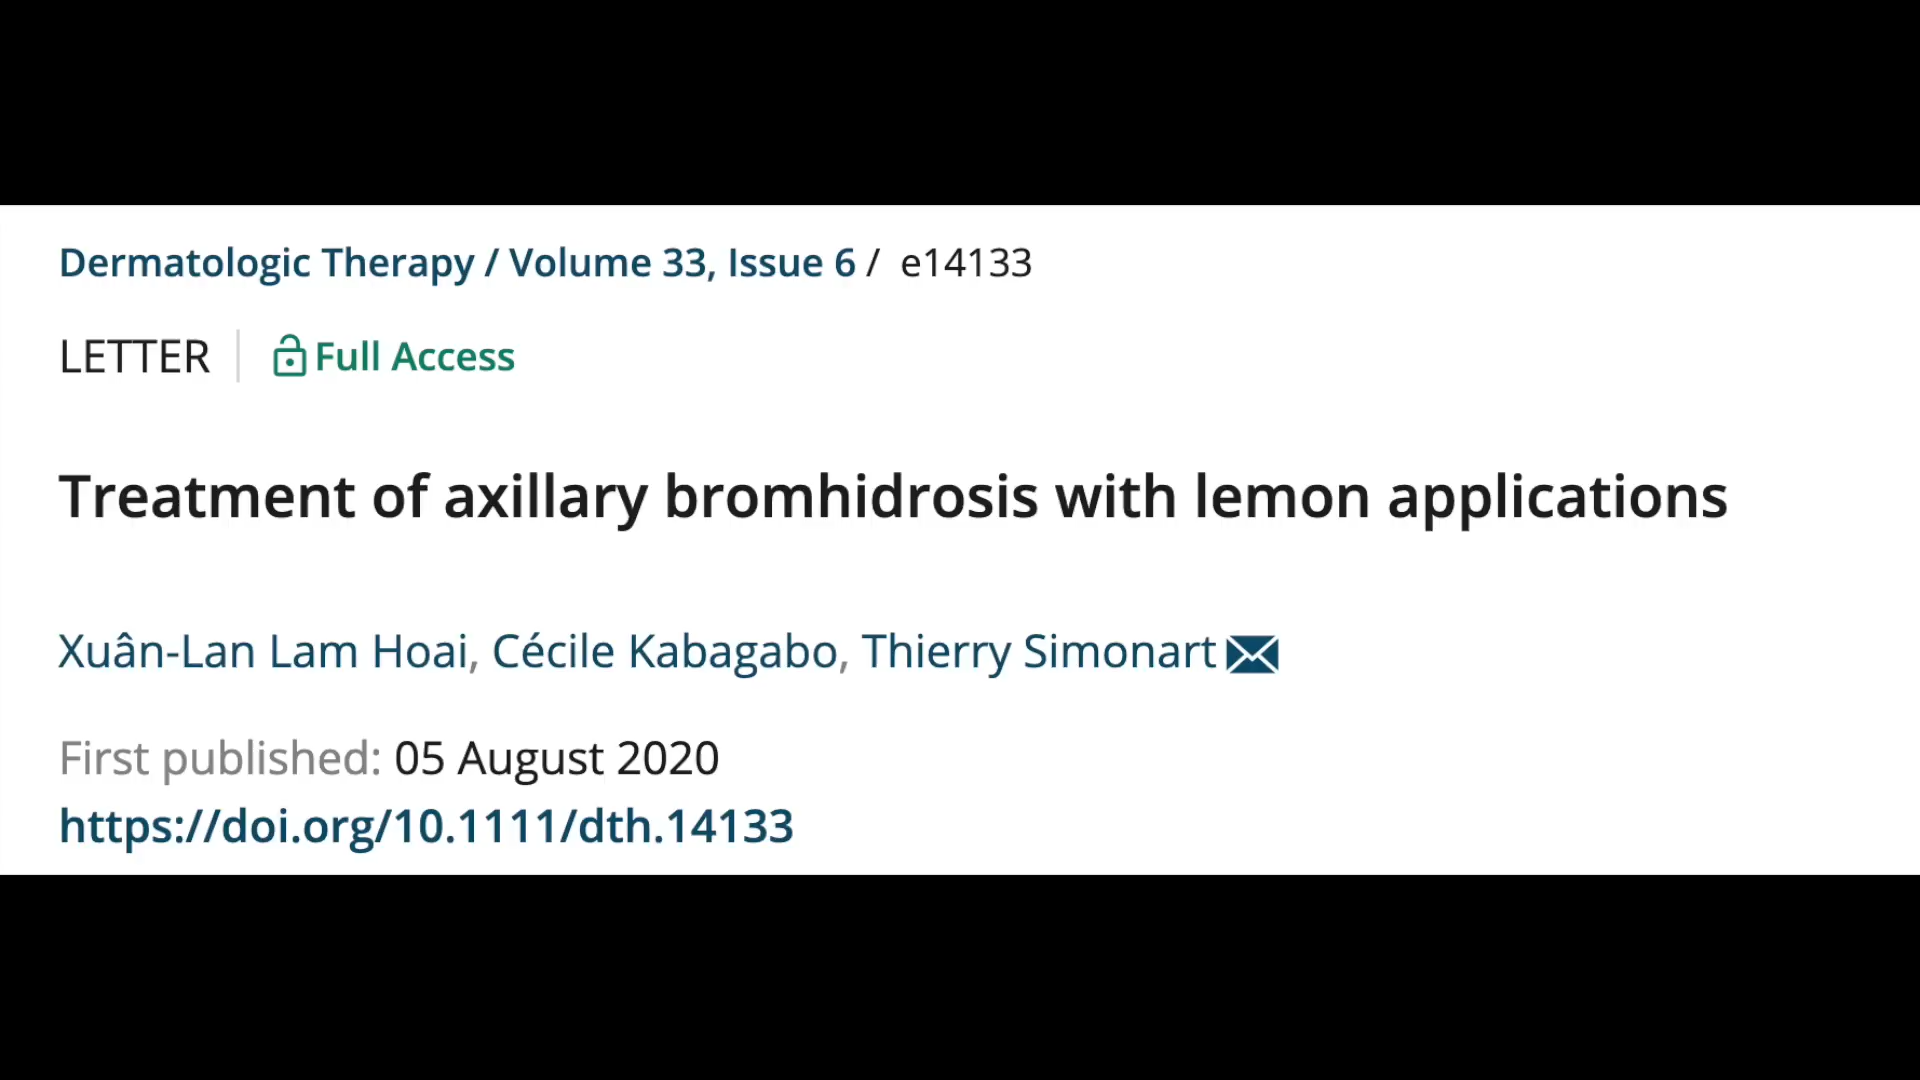 Dermatologic Therapy / Volume 33, Issue 6 / e14133
LETTER | Full Access
Treatment of axillary bromhidrosis with lemon applications
Xuân-Lan Lam Hoai, Cécile Kabagabo, Thierry Simonart
First published: 05 August 2020
https://doi.org/10.1111/dth.14133